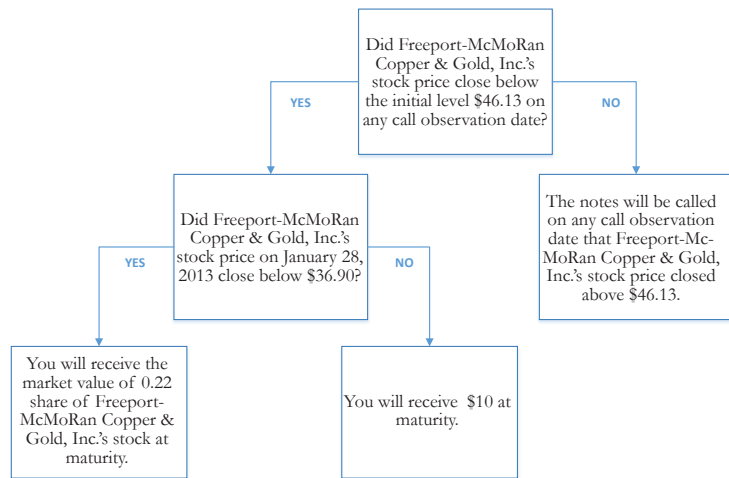 Did Freeport-McMoRan
Copper & Gold, Inc.'s
stock price close below
the initial level $46.13 on
any call observation date?
YES
NO
Did Freeport-McMoRan
Copper & Gold, Inc.'s
stock price on January 28,
2013 close below $36.90?
The notes will be called
on any call observation
date that Freeport-Mc-
MoRan Copper & Gold,
Inc.'s stock price closed
above $46.13.
YES
NO
You will receive the
market value of 0.22
share of Freeport-
McMoRan Copper &
Gold, Inc.'s stock at
maturity.
You will receive $10 at
maturity.